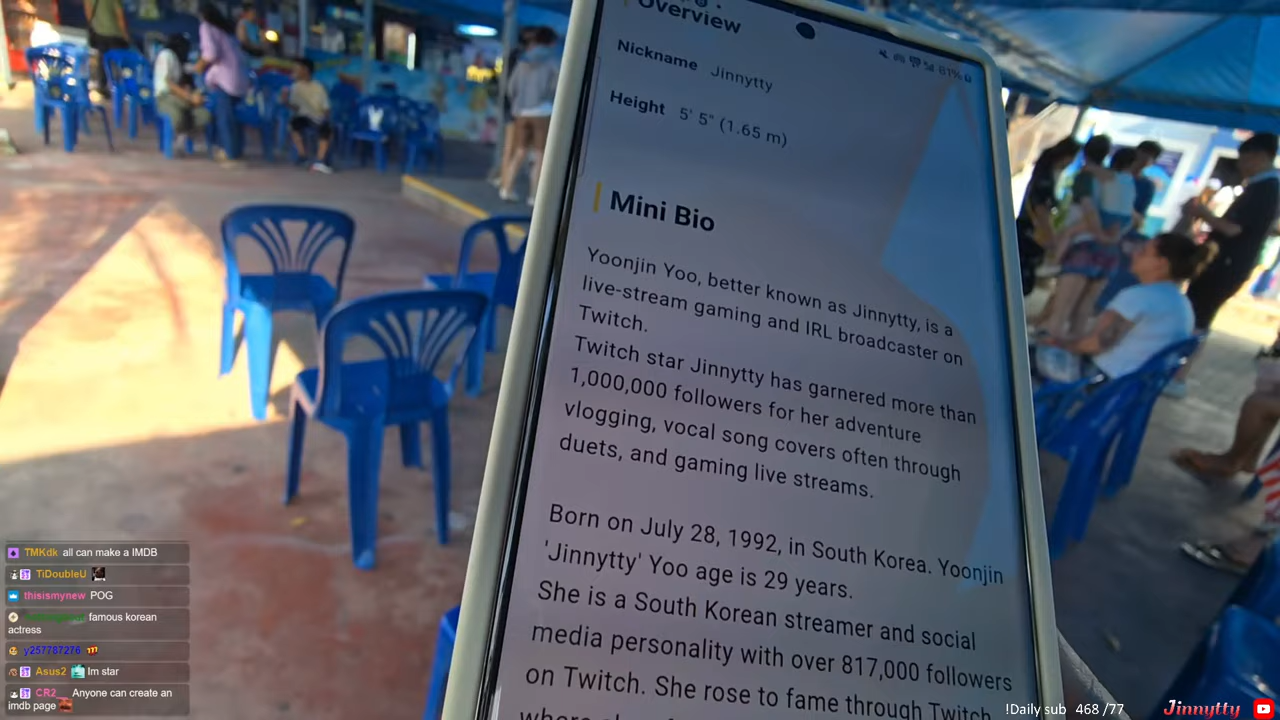 Overview
61%
Nickname Jinnytty
Height 5' 5" (1.65 m)
Mini Bio
Yoonjin Yoo, better known as Jinnytty, is a
live-stream gaming and IRL broadcaster on
Twitch.
Twitch star Jinnytty has garnered more than
1,000,000 followers for her adventure
vlogging, vocal song covers often through
duets, and gaming live streams.
Born on July 28, 1992, in South Korea. Yoonjin
'Jinnytty' Yoo age is 29 years.
She is a South Korean streamer and social
media personality with over 817,000 followers
on Twitch. She rose to fame through Twitch
TMKdk all can make a IMDB
TiDoubleU
thisismynew POG
famous korean
actress
y257787276
Asus2 Im star
CR2__ Anyone can create an
imdb page
!Daily sub 468 /77
Jinnytty